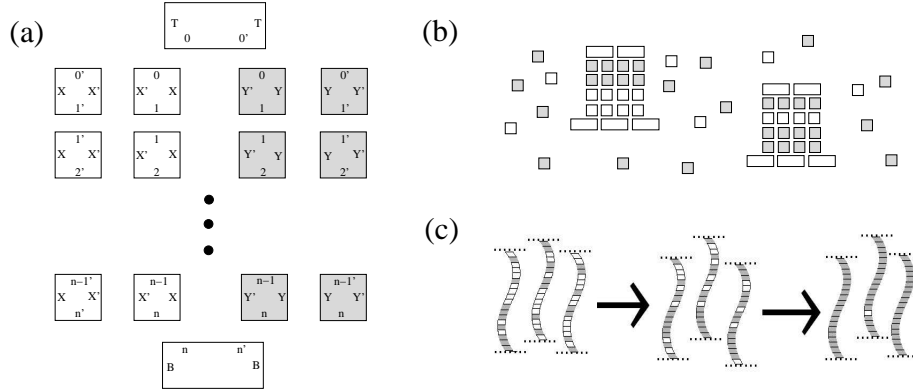 (a)
T T
0 0'
(b)
0' 0 0 0'
X X' X' X Y' Y Y Y'
1' 1 1 1'
1' 1 1 1'
X X' X' X Y' Y Y Y'
2' 2 2 2'
(c)
n−1' n−1 n−1 n−1'
X X' X' X Y' Y Y Y'
n' n n n
n n'
B B